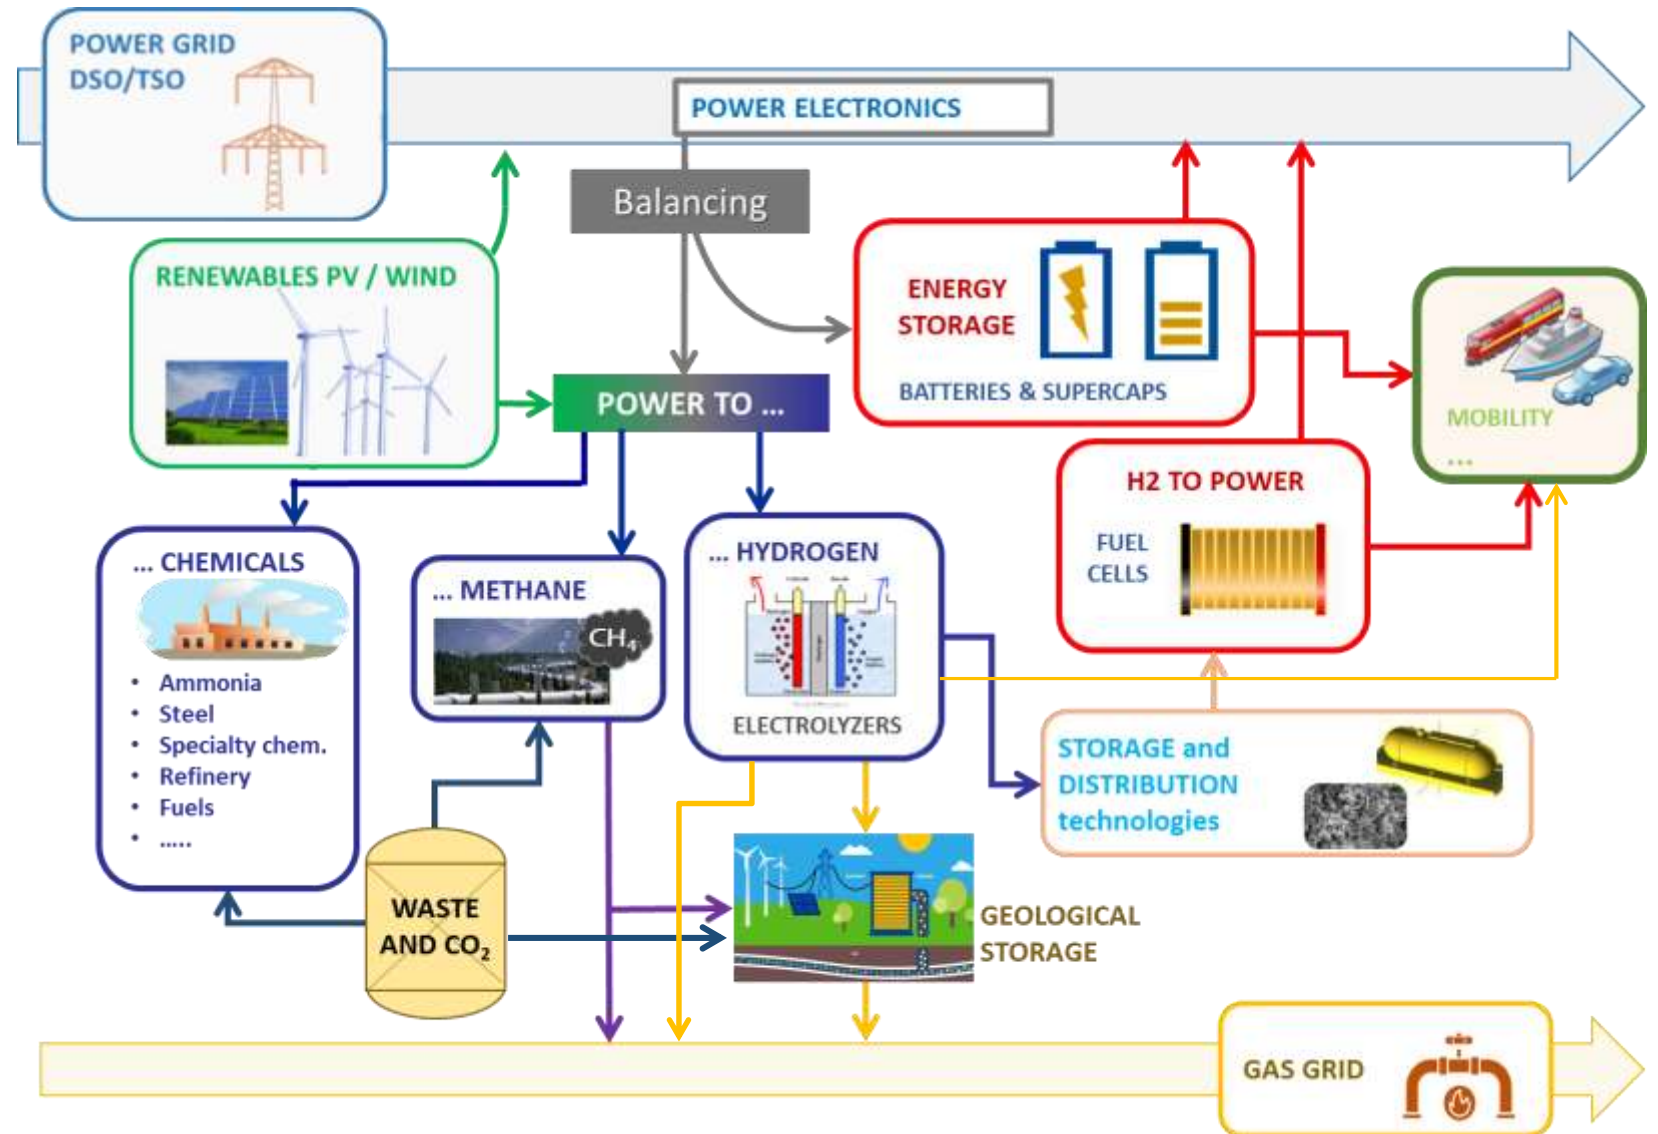 POWER GRID
DSO/TSO
POWER ELECTRONICS
Balancing
RENEWABLES PV / WIND
ENERGY
STORAGE
BATTERIES & SUPERCAPS
MOBILITY
...
POWER TO ...
H2 TO POWER
FUEL
CELLS
... CHEMICALS
• Ammonia
• Steel
• Specialty chem.
• Refinery
• Fuels
• .....
... METHANE
CH4
... HYDROGEN
ELECTROLYZERS
STORAGE and
DISTRIBUTION
technologies
WASTE
AND CO2
GEOLOGICAL
STORAGE
GAS GRID